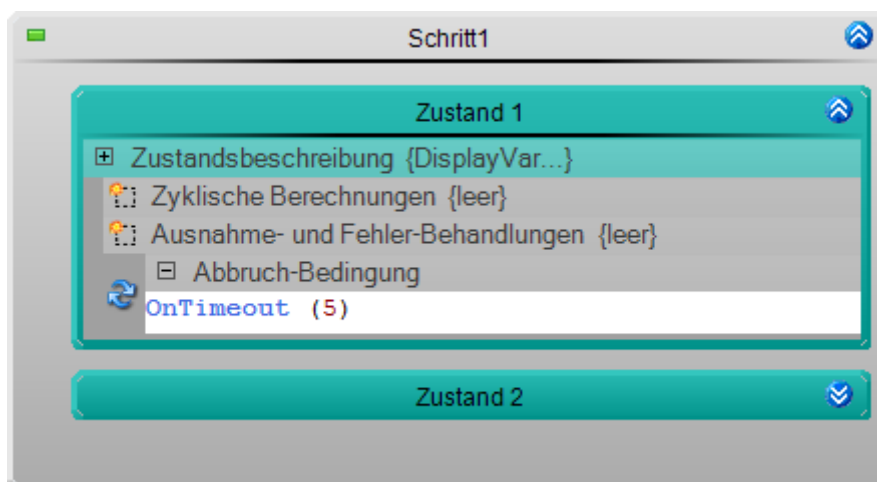 Schritt1
Zustand 1
Zustandsbeschreibung {DisplayVar...}
Zyklische Berechnungen {leer}
Ausnahme- und Fehler-Behandlungen {leer}
Abbruch-Bedingung
OnTimeout (5)
Zustand 2